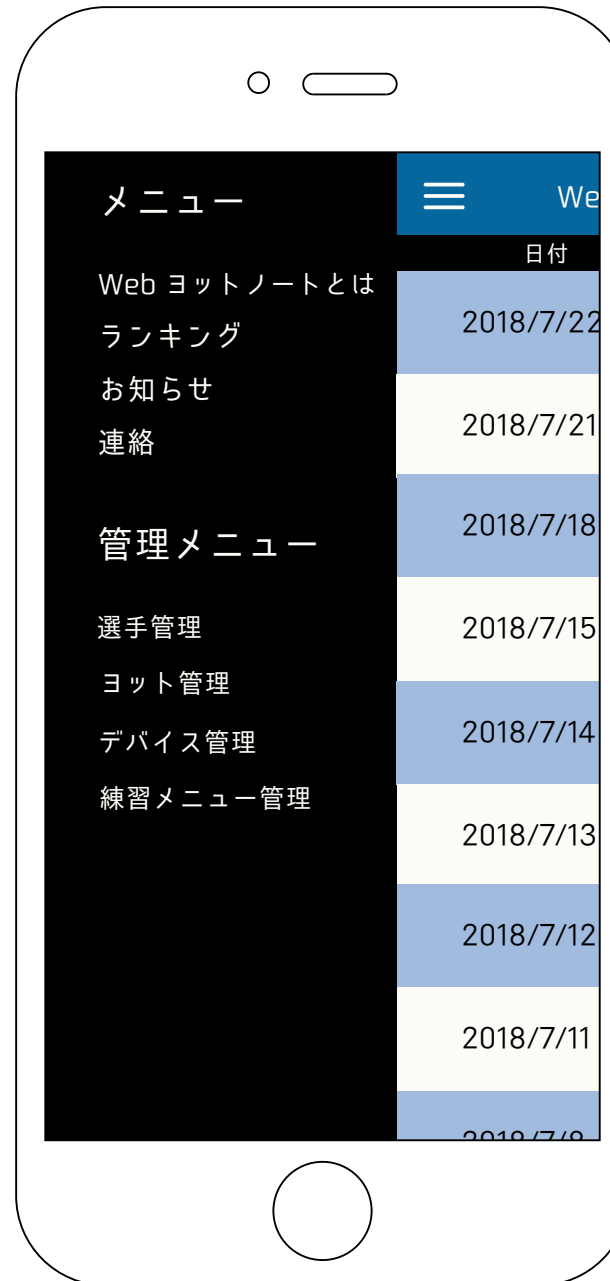 メニュー
Web ヨットノートとは
ランキング
お知らせ
連絡
管理メニュー
選手管理
ヨット管理
デバイス管理
練習メニュー管理
We
日付
2018/7/22
2018/7/21
2018/7/18
2018/7/15
2018/7/14
2018/7/13
2018/7/12
2018/7/11
2018/7/8